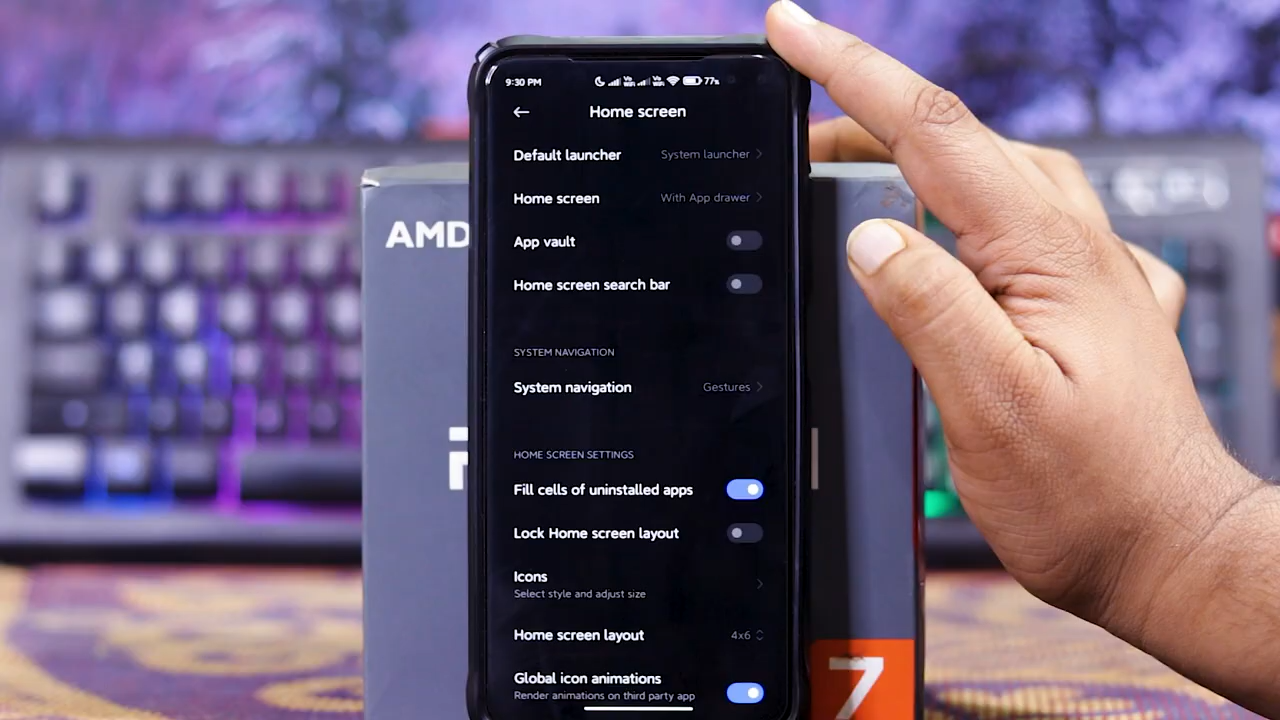 9:30 PM
77%
Home screen
Default launcher
System launcher
Home screen
With App drawer
App vault
Home screen search bar
SYSTEM NAVIGATION
System navigation
Gestures
HOME SCREEN SETTINGS
Fill cells of uninstalled apps
Lock Home screen layout
Icons
Select style and adjust size
Home screen layout
4x6
Global icon animations
Render animations on third party app
AMD
7